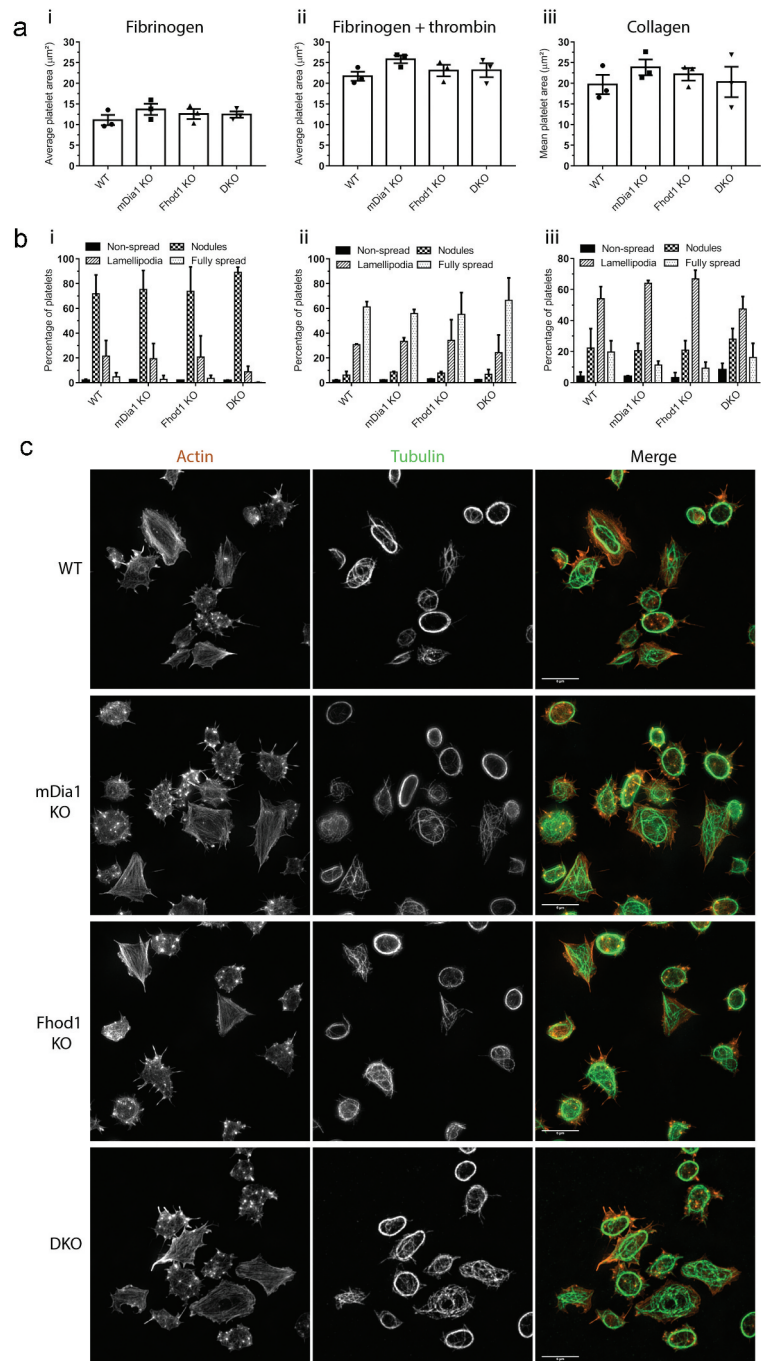 a
i
Fibrinogen
Average platelet area (µm²)
30
25
20
15
10
5
0
WT
mDia1 KO
Fhod1 KO
DKO
ii
Fibrinogen + thrombin
Average platelet area (µm²)
30
25
20
15
10
5
0
WT
mDia1 KO
Fhod1 KO
DKO
iii
Collagen
Mean platelet area (µm²)
30
25
20
15
10
5
0
WT
mDia1 KO
Fhod1 KO
DKO
b
i
Non-spread Nodules
Lamellipodia Fully spread
Percentage of platelets
100
80
60
40
20
0
WT
mDia1 KO
Fhod1 KO
DKO
ii
Non-spread Nodules
Lamellipodia Fully spread
Percentage of platelets
100
80
60
40
20
0
WT
mDia1 KO
Fhod1 KO
DKO
iii
Non-spread Nodules
Lamellipodia Fully spread
Percentage of platelets
80
60
40
20
0
WT
mDia1 KO
Fhod1 KO
DKO
c
Actin
Tubulin
Merge
WT
mDia1
KO
Fhod1
KO
DKO